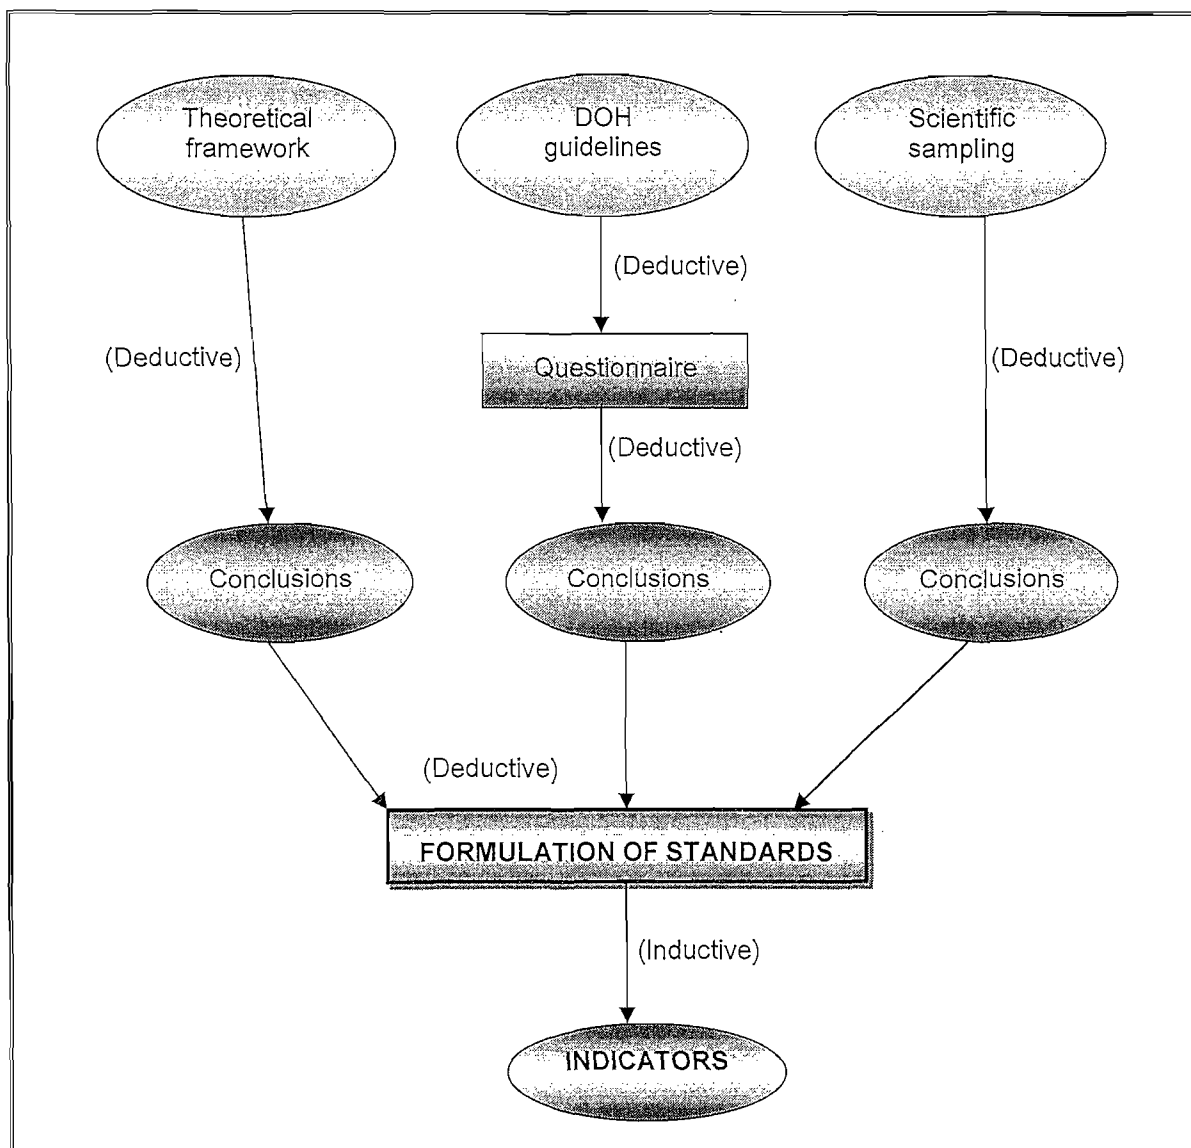 Theoretical
framework
DOH
guidelines
Scientific
sampling
(Deductive)
(Deductive)
(Deductive)
Questionnaire
(Deductive)
Conclusions
Conclusions
Conclusions
(Deductive)
FORMULATION OF STANDARDS
(Inductive)
INDICATORS